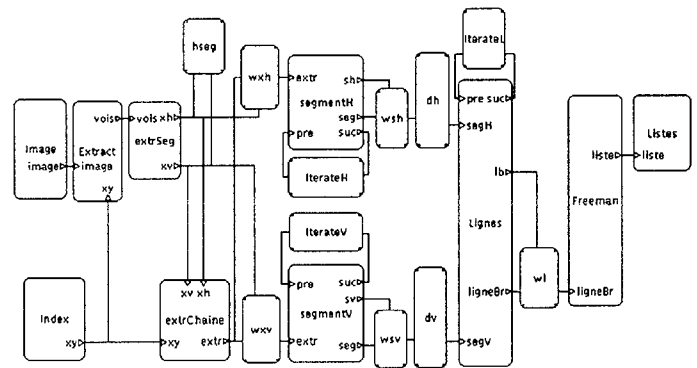 hseg
wxh
extr
sh
segmentH
seg
pre
suc
IterateH
wsh
dh
IterateL
pre suc
segH
lb
Lignes
ligneBr
segV
Image
image
vois
Extract
image
xy
vois xh
extrSeg
xv
Index
xy
xv xh
extrChaine
xy
extr
wxv
IterateV
pre
suc
sv
segmentV
extr
seg
wsv
dv
wl
liste
Freeman
ligneBr
Listes
liste